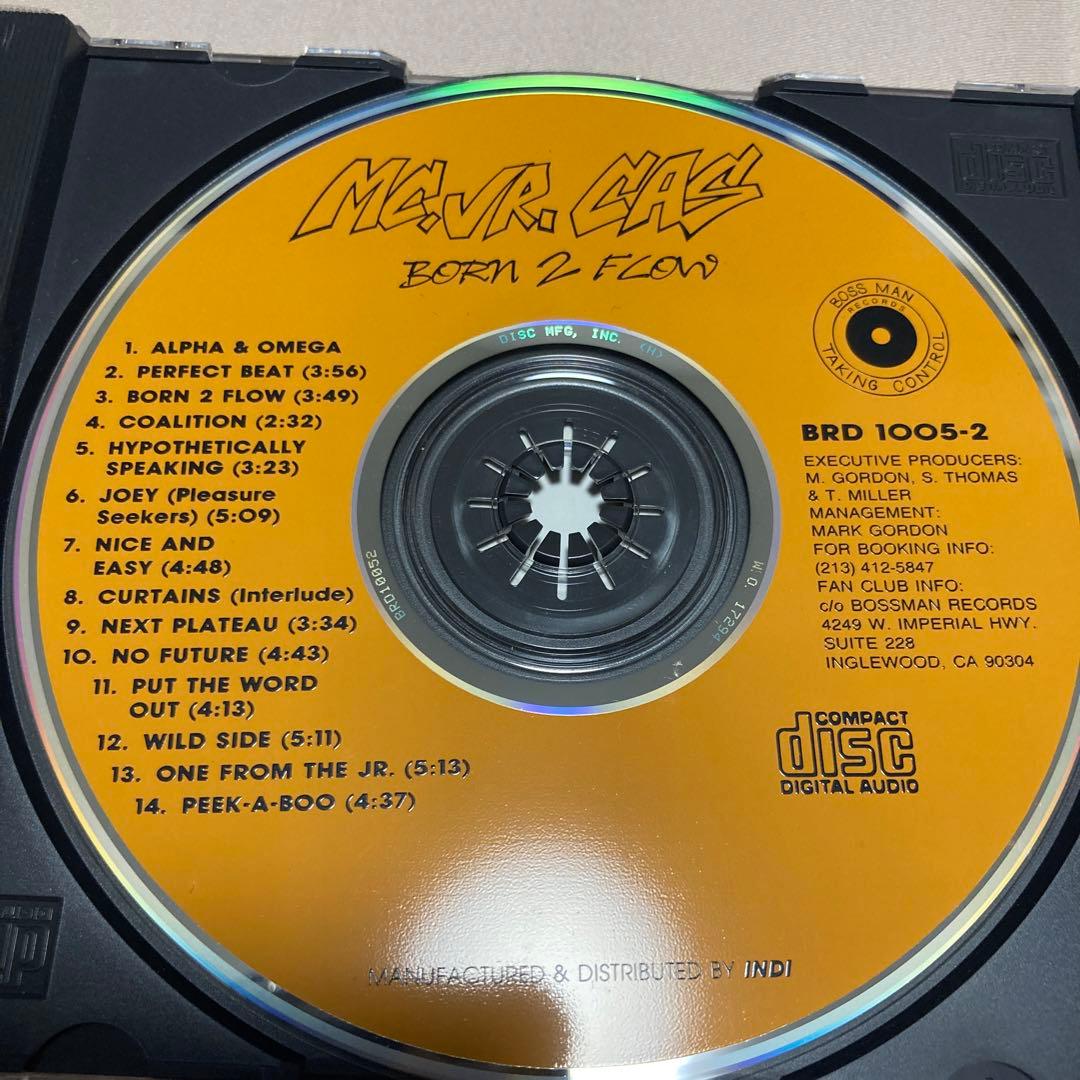 MC. JR. CAS
BORN 2 FLOW
BOSS MAN
RECORDS
TAKING CONTROL
DISC MFG, INC. (H)
W.O. 17294
BRD10052
1. ALPHA & OMEGA
2. PERFECT BEAT (3:56)
3. BORN 2 FLOW (3:49)
4. COALITION (2:32)
5. HYPOTHETICALLY
SPEAKING (3:23)
6. JOEY (Pleasure
Seekers) (5:09)
7. NICE AND
EASY (4:48)
8. CURTAINS (Interlude)
9. NEXT PLATEAU (3:34)
10. NO FUTURE (4:43)
11. PUT THE WORD
OUT (4:13)
12. WILD SIDE (5:11)
13. ONE FROM THE JR. (5:13)
14. PEEK-A-BOO (4:37)
BRD 1005-2
EXECUTIVE PRODUCERS:
M. GORDON, S. THOMAS
& T. MILLER
MANAGEMENT:
MARK GORDON
FOR BOOKING INFO:
(213) 412-5847
FAN CLUB INFO:
c/o BOSSMAN RECORDS
4249 W. IMPERIAL HWY.
SUITE 228
INGLEWOOD, CA 90304
COMPACT
disc
DIGITAL AUDIO
MANUFACTURED & DISTRIBUTED BY INDI
disc